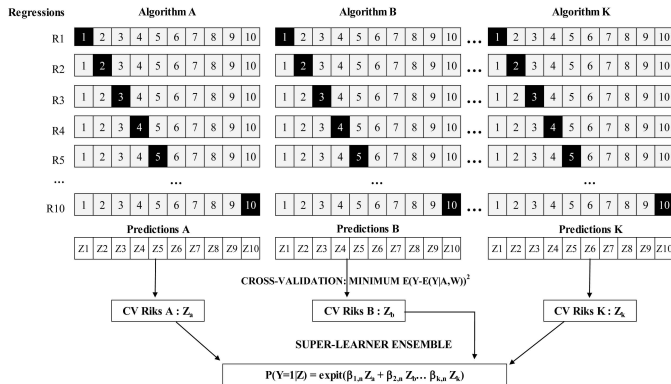 Regressions Algorithm A Algorithm B Algorithm K
R1 1 2 3 4 5 6 7 8 9 10 1 2 3 4 5 6 7 8 9 10 ... 1 2 3 4 5 6 7 8 9 10
R2 1 2 3 4 5 6 7 8 9 10 1 2 3 4 5 6 7 8 9 10 ... 1 2 3 4 5 6 7 8 9 10
R3 1 2 3 4 5 6 7 8 9 10 1 2 3 4 5 6 7 8 9 10 ... 1 2 3 4 5 6 7 8 9 10
R4 1 2 3 4 5 6 7 8 9 10 1 2 3 4 5 6 7 8 9 10 ... 1 2 3 4 5 6 7 8 9 10
R5 1 2 3 4 5 6 7 8 9 10 1 2 3 4 5 6 7 8 9 10 ... 1 2 3 4 5 6 7 8 9 10
... ... ... ...
R10 1 2 3 4 5 6 7 8 9 10 1 2 3 4 5 6 7 8 9 10 ... 1 2 3 4 5 6 7 8 9 10
Predictions A Predictions B Predictions K
Z1 Z2 Z3 Z4 Z5 Z6 Z7 Z8 Z9 Z10 Z1 Z2 Z3 Z4 Z5 Z6 Z7 Z8 Z9 Z10 Z1 Z2 Z3 Z4 Z5 Z6 Z7 Z8 Z9 Z10
CROSS-VALIDATION: MINIMUM E(Y-E(Y|A,W))²
CV Riks A : Zₐ CV Riks B : Z_b CV Riks K : Zₖ
SUPER-LEARNER ENSEMBLE
P(Y=1|Z) = expit(β₁,ₙ Zₐ + β₂,ₙ Z_b... βₖ,ₙ Zₖ)